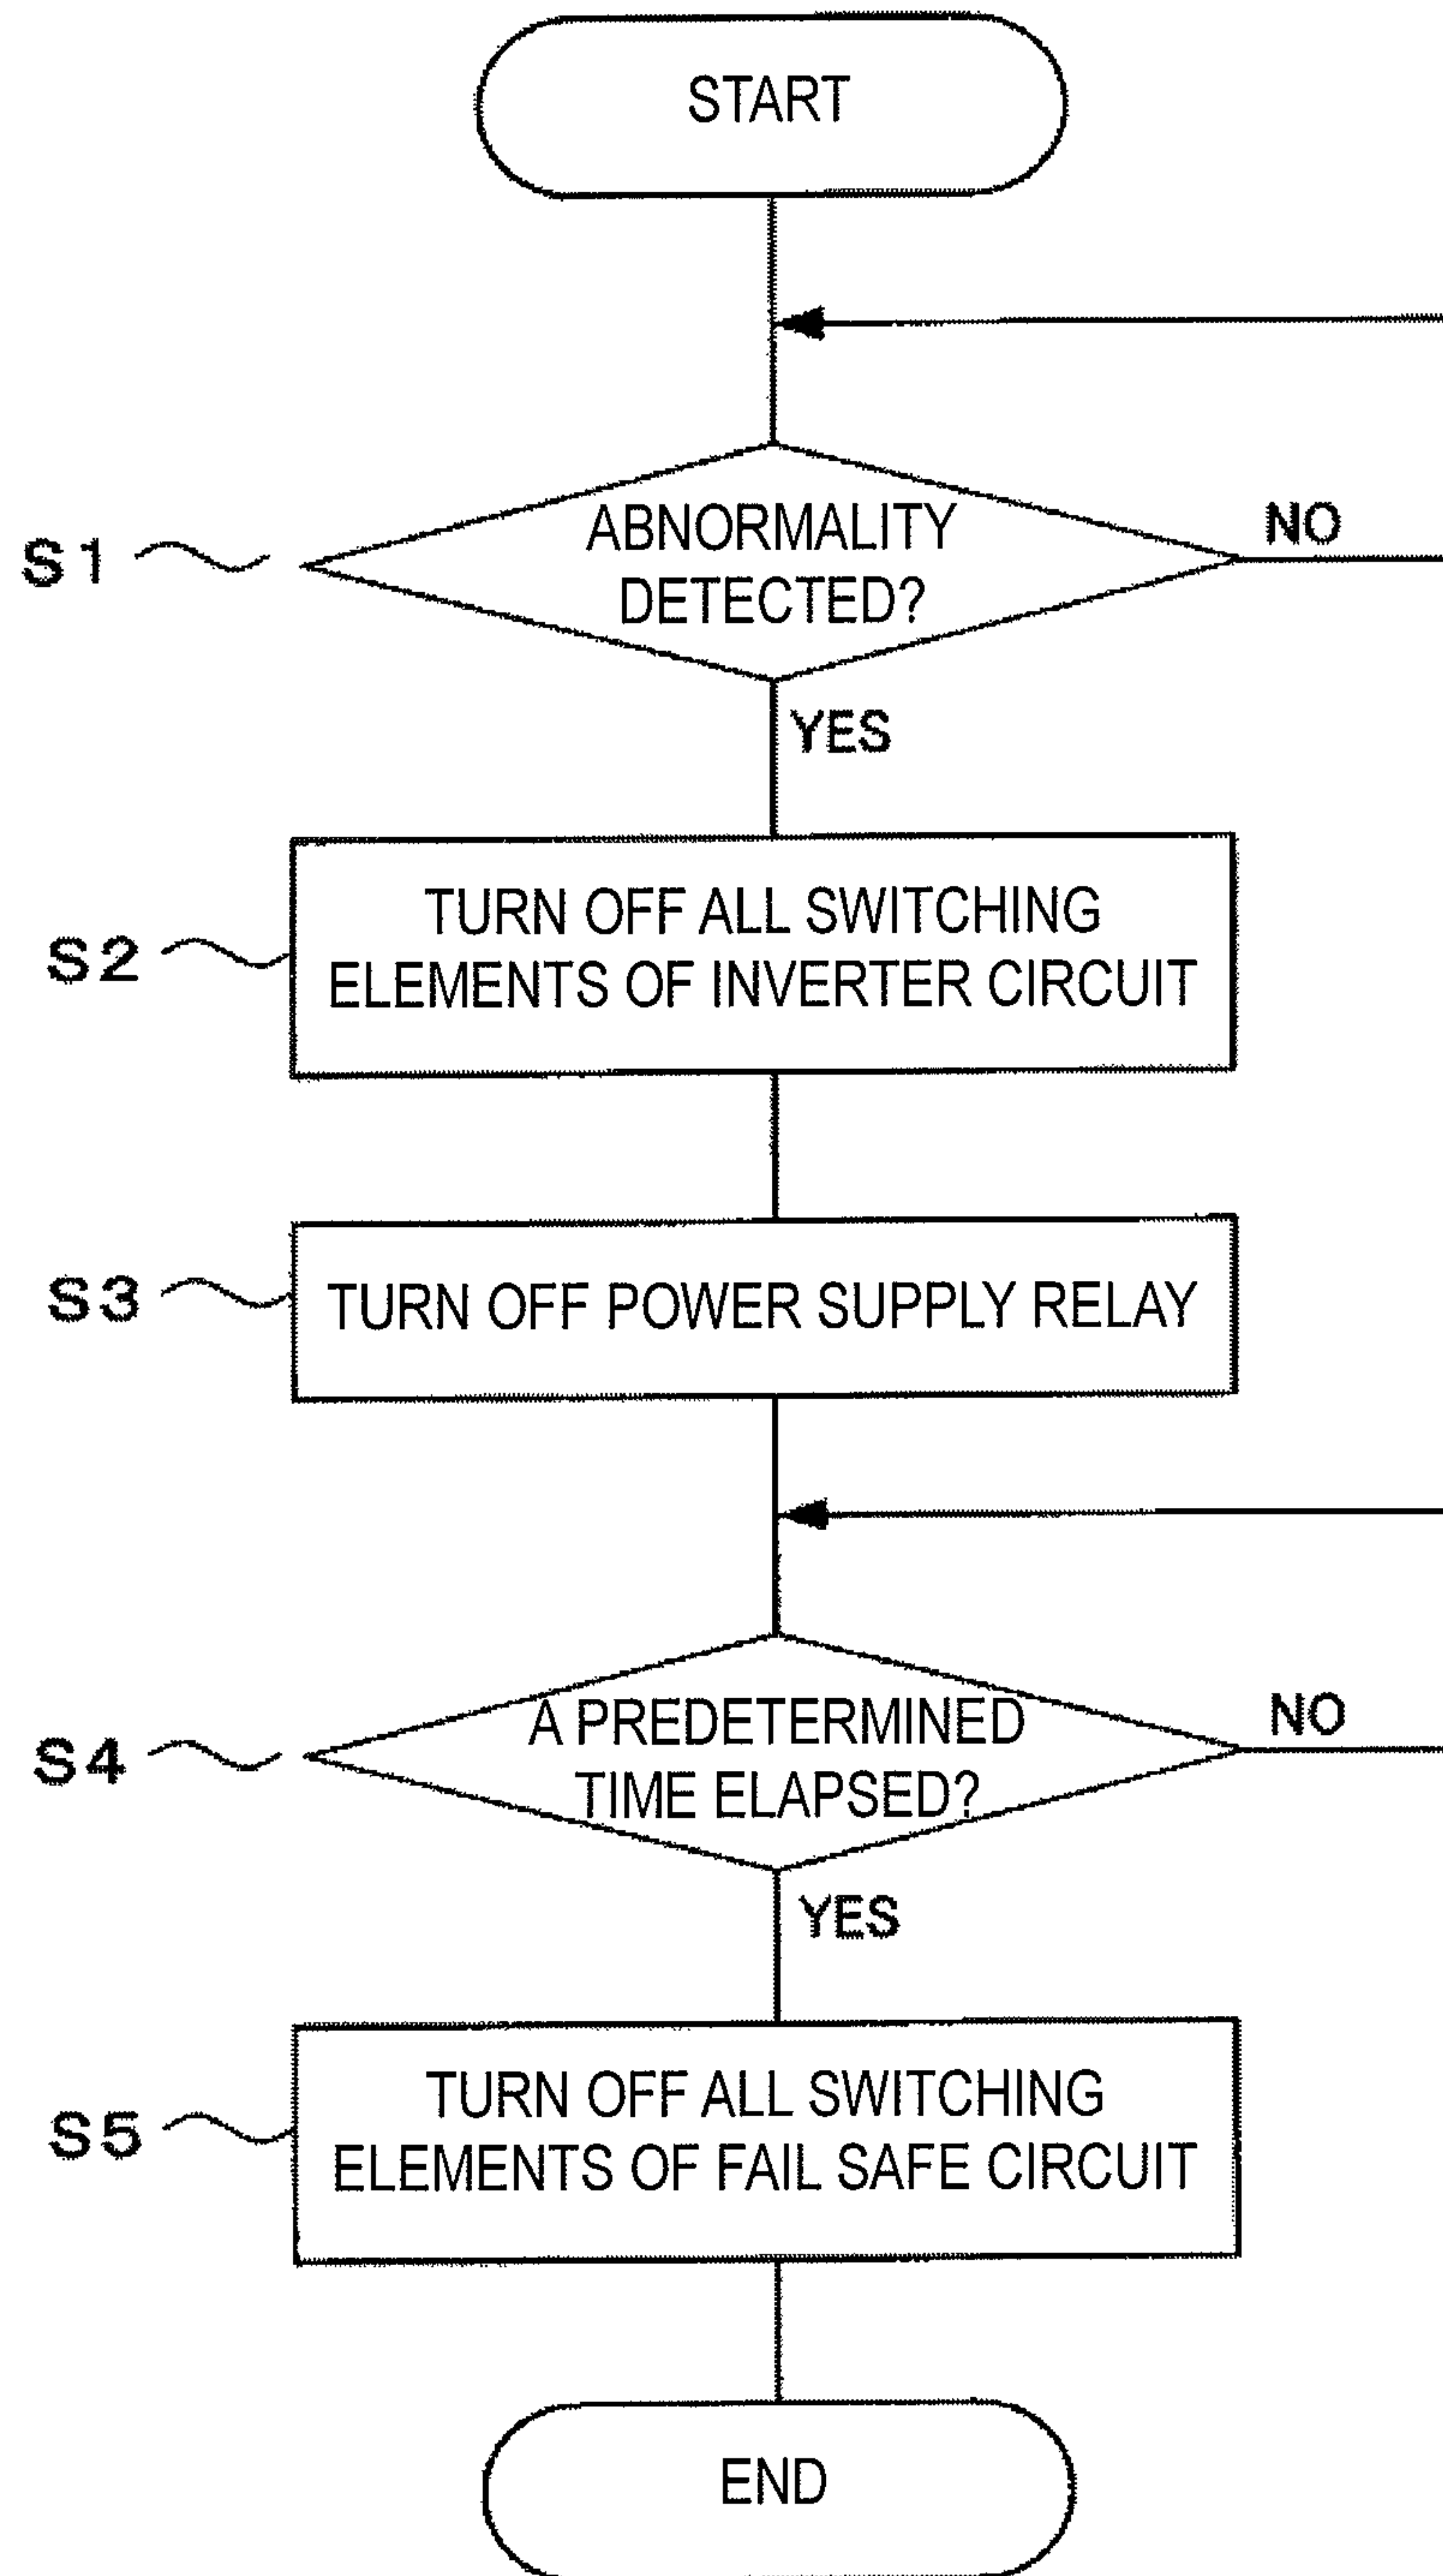 START
ABNORMALITY
DETECTED?
NO
S1
YES
TURN OFF ALL SWITCHING
ELEMENTS OF INVERTER CIRCUIT
S2
TURN OFF POWER SUPPLY RELAY
S3
A PREDETERMINED
TIME ELAPSED?
NO
S4
YES
TURN OFF ALL SWITCHING
ELEMENTS OF FAIL SAFE CIRCUIT
S5
END